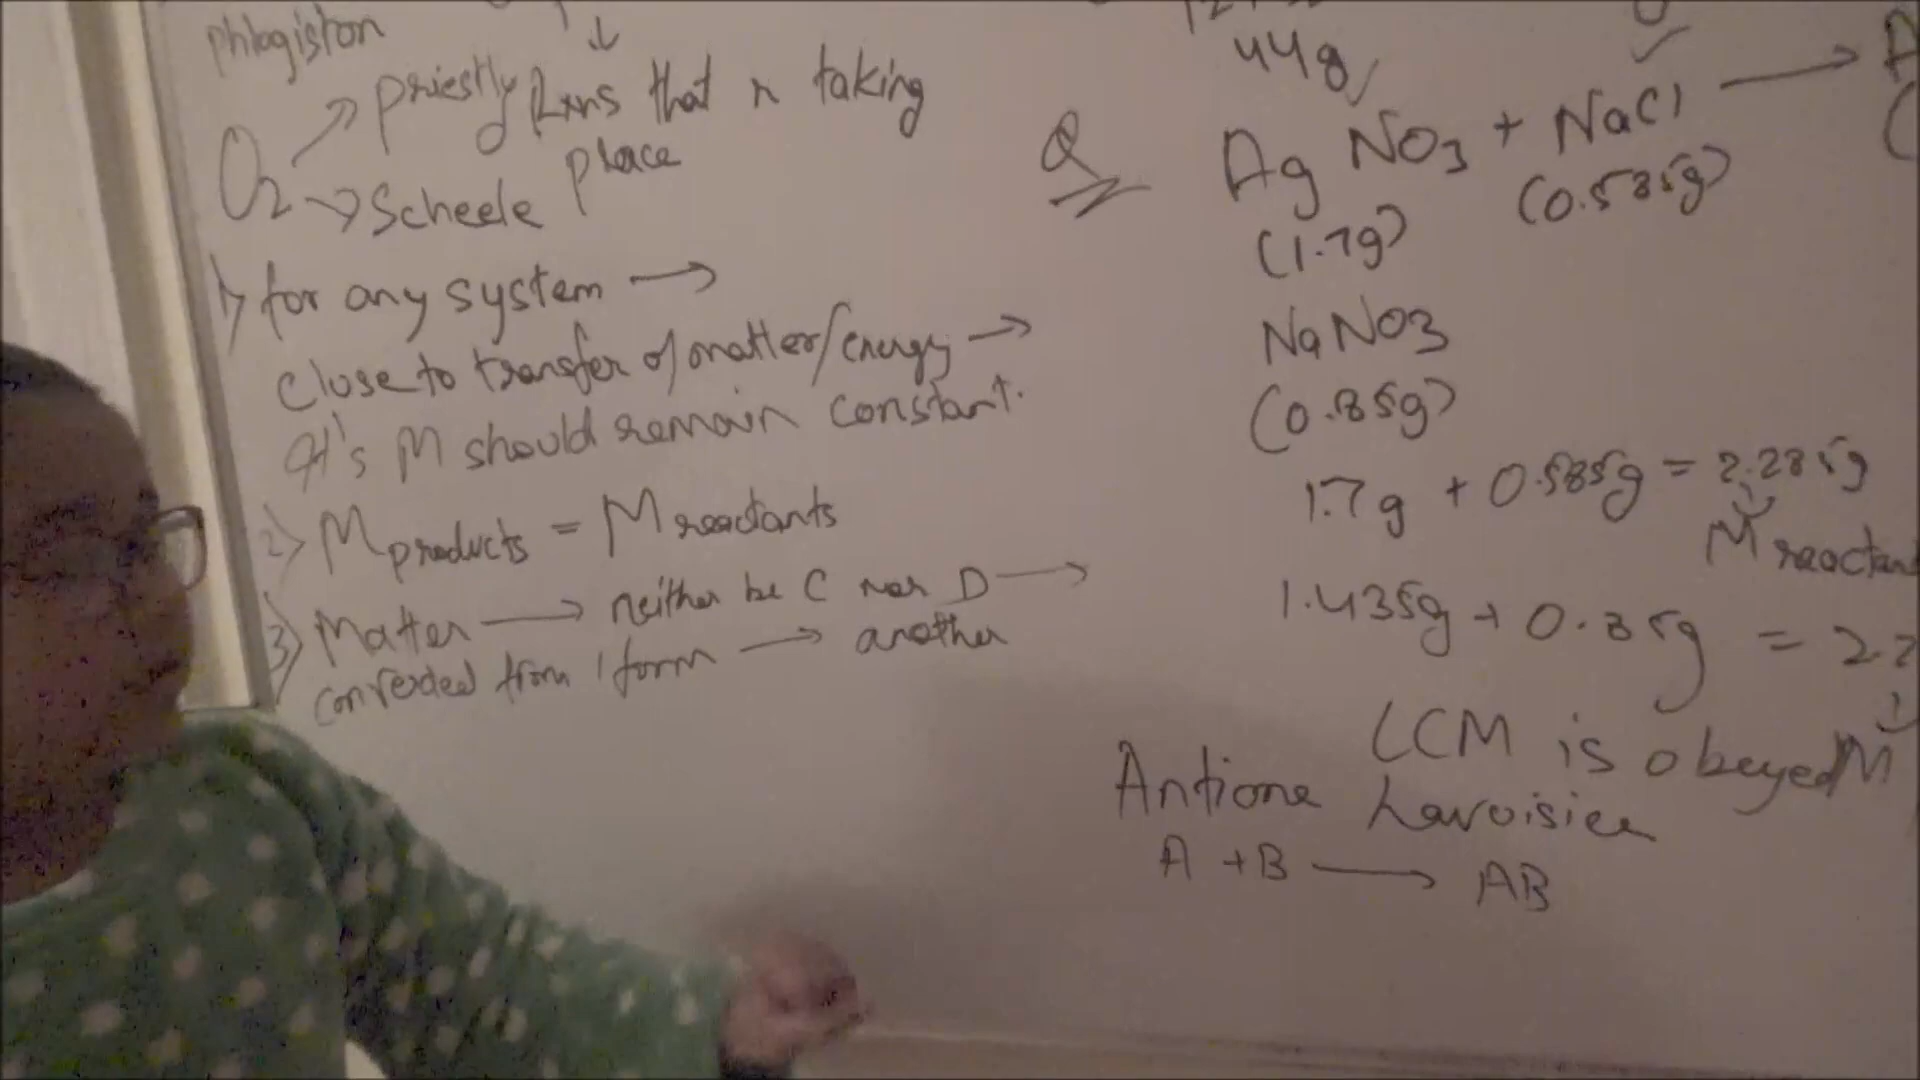 phlogiston
O2 → Priestly
→ Scheele
Rxns that r taking
place
1) for any system →
close to transfer of matter/energy →
It's M should remain constant.
2) Mproducts = Mreactants
3) Matter → neither be C nor D →
converted from 1 form → another
44g
Q AgNO3 + NaCl →
(1.7g) (0.585g)
NaNO3
(0.85g)
1.7g + 0.585g = 2.285g
M reactan
1.435g + 0.85g = 2.2
LCM is obeyed M
Antione Lavoisier
A + B → AB